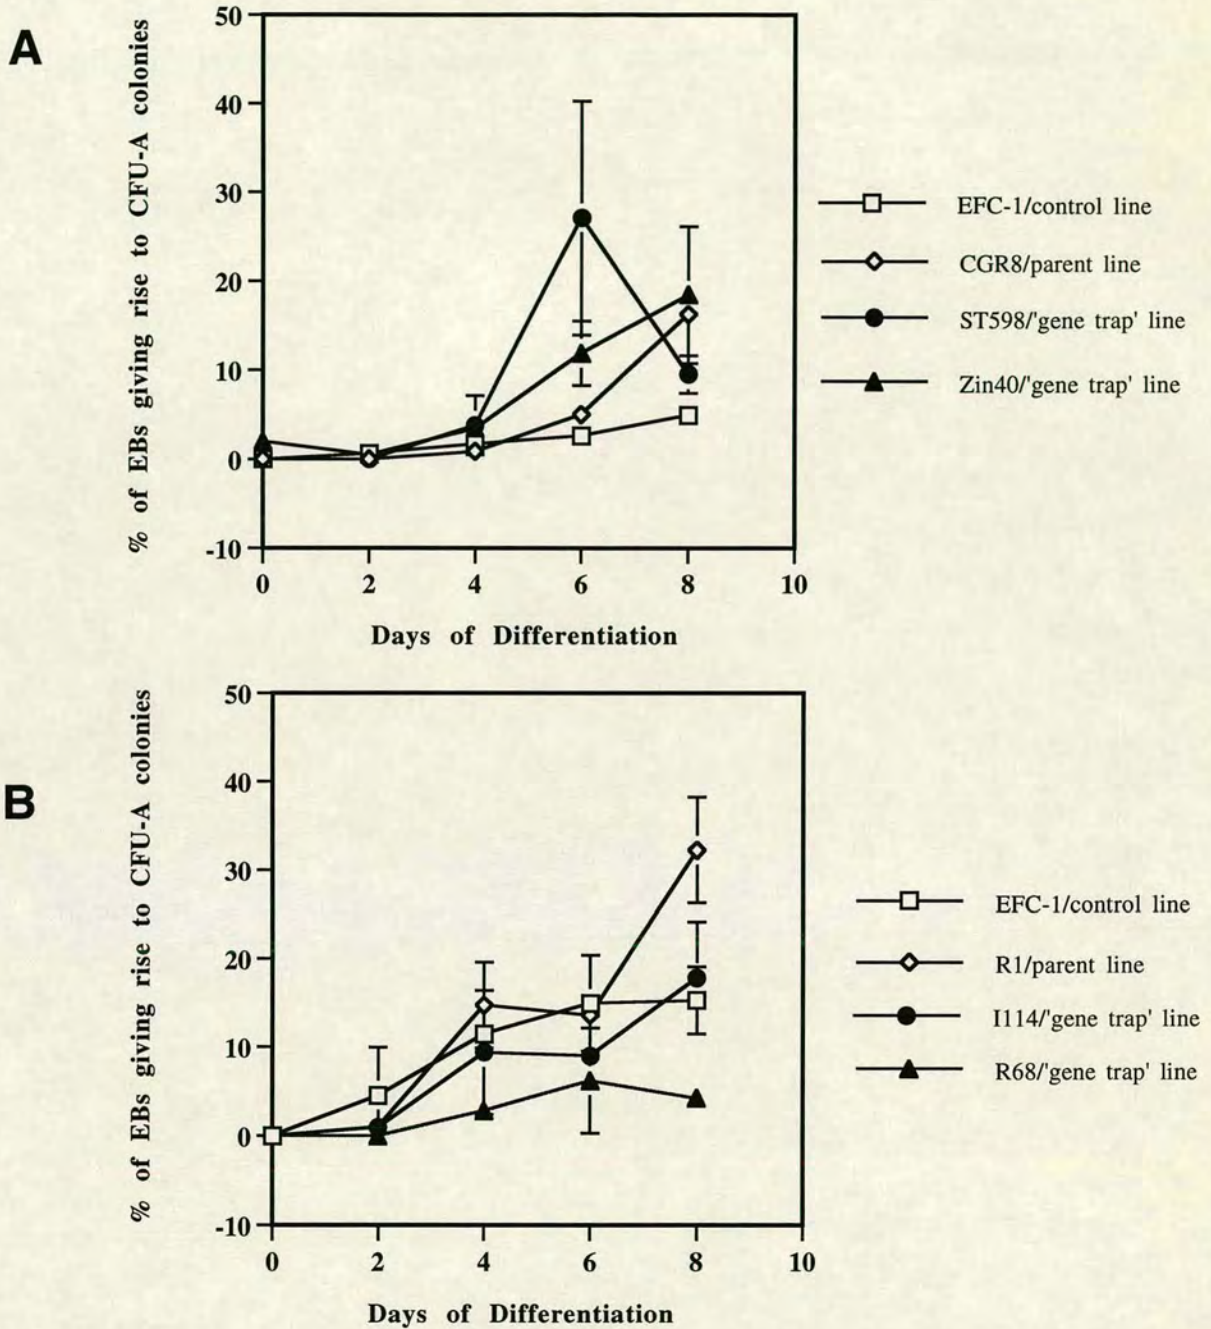 A
% of EBs giving rise to CFU-A colonies
50
40
30
20
10
0
-10
0 2 4 6 8 10
Days of Differentiation
EFC-1/control line
CGR8/parent line
ST598/'gene trap' line
Zin40/'gene trap' line
B
% of EBs giving rise to CFU-A colonies
50
40
30
20
10
0
-10
0 2 4 6 8 10
Days of Differentiation
EFC-1/control line
R1/parent line
I114/'gene trap' line
R68/'gene trap' line